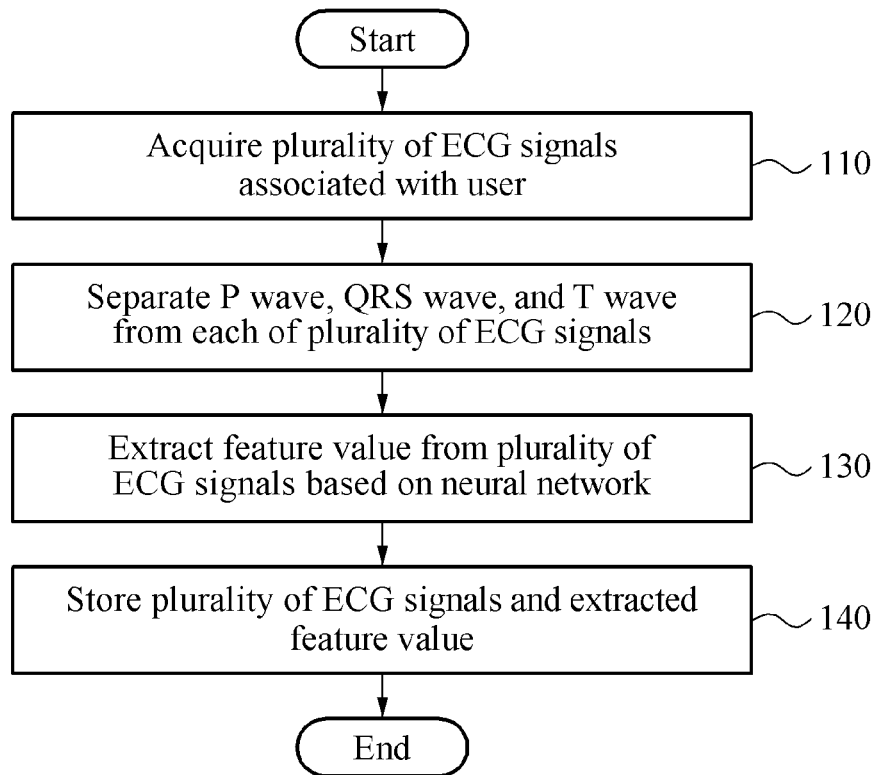 Start
Acquire plurality of ECG signals
associated with user
110
Separate P wave, QRS wave, and T wave
from each of plurality of ECG signals
120
Extract feature value from plurality of
ECG signals based on neural network
130
Store plurality of ECG signals and extracted
feature value
140
End